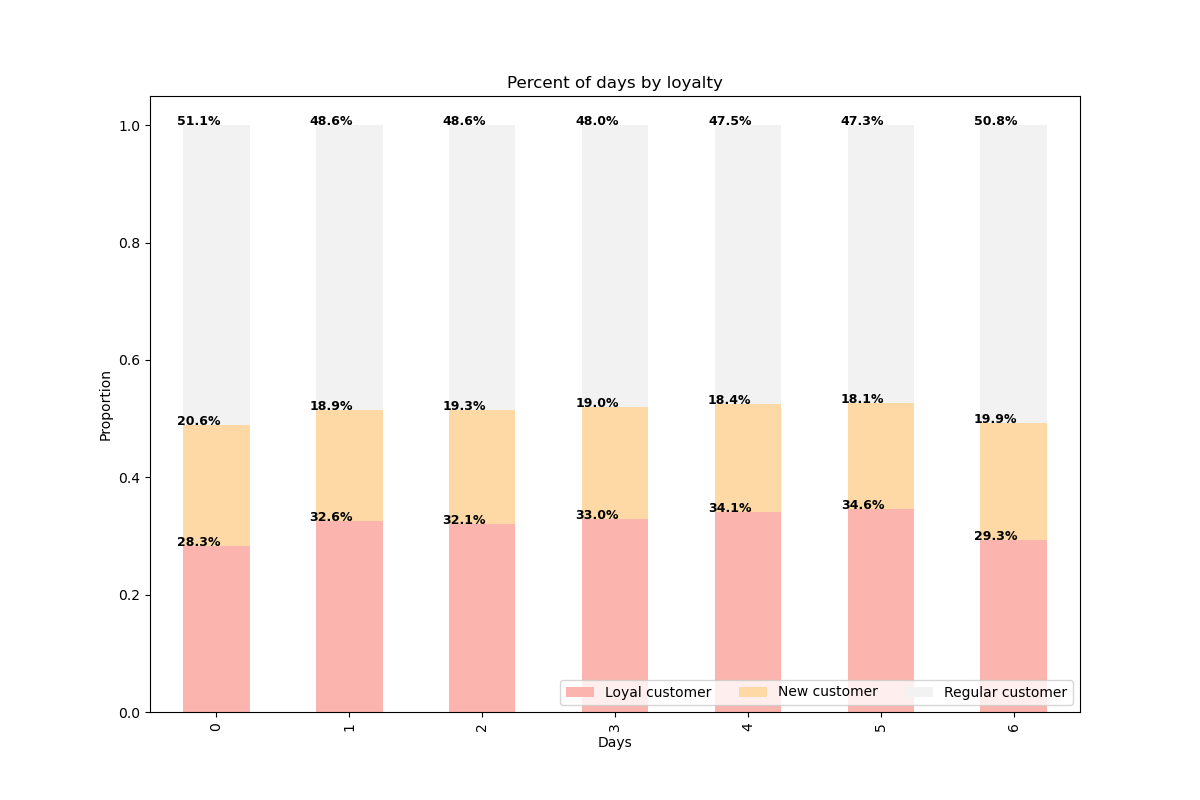 Percent of days by loyalty
1.0
0.8
0.6
0.4
0.2
0.0
Proportion
51.1% 48.6% 48.6% 48.0% 47.5% 47.3% 50.8%
20.6% 18.9% 19.3% 19.0% 18.4% 18.1% 19.9%
28.3% 32.6% 32.1% 33.0% 34.1% 34.6% 29.3%
Loyal customer New customer Regular customer
0 1 2 3 4 5 6
Days